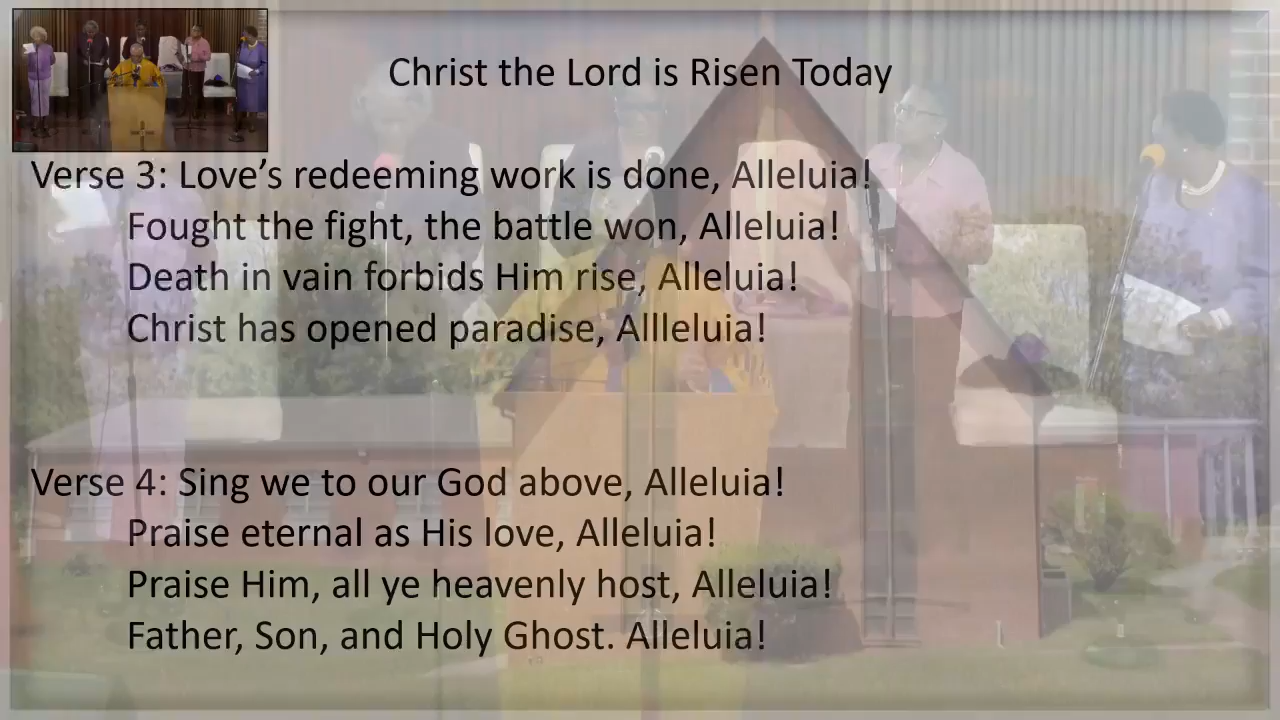 Christ the Lord is Risen Today
Verse 3: Love’s redeeming work is done, Alleluia!
Fought the fight, the battle won, Alleluia!
Death in vain forbids Him rise, Alleluia!
Christ has opened paradise, Allleluia!
Verse 4: Sing we to our God above, Alleluia!
Praise eternal as His love, Alleluia!
Praise Him, all ye heavenly host, Alleluia!
Father, Son, and Holy Ghost. Alleluia!